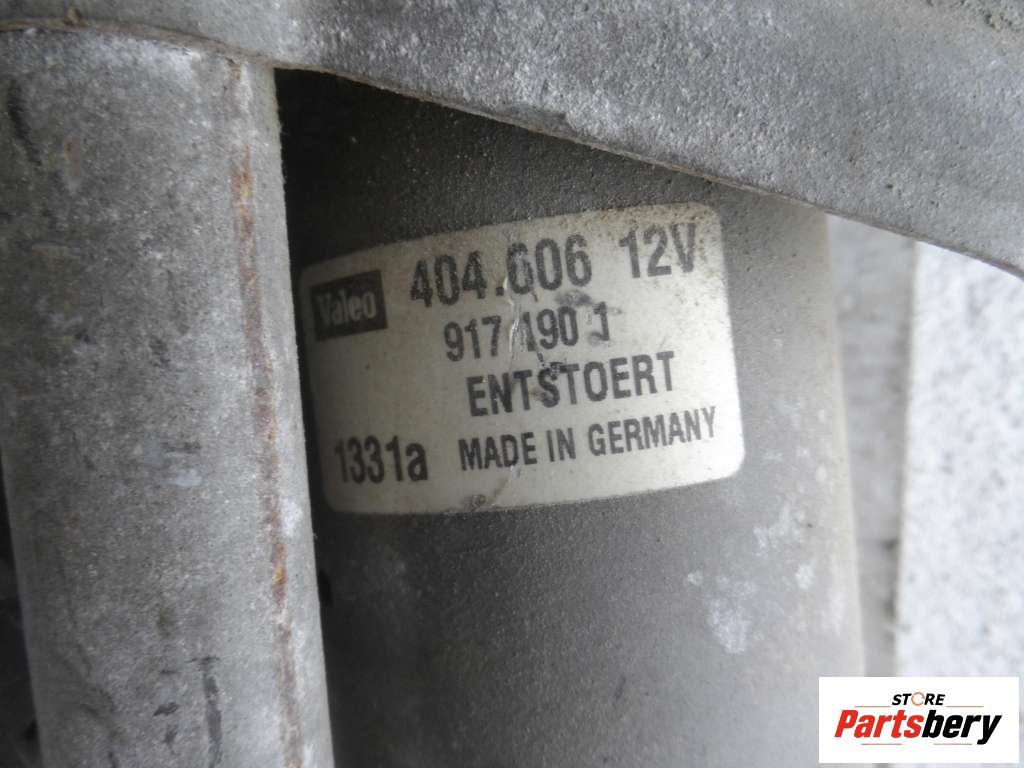 Valeo 404.606 12V
917 190 1
ENTSTOERT
1331a MADE IN GERMANY
STORE
Partsbery